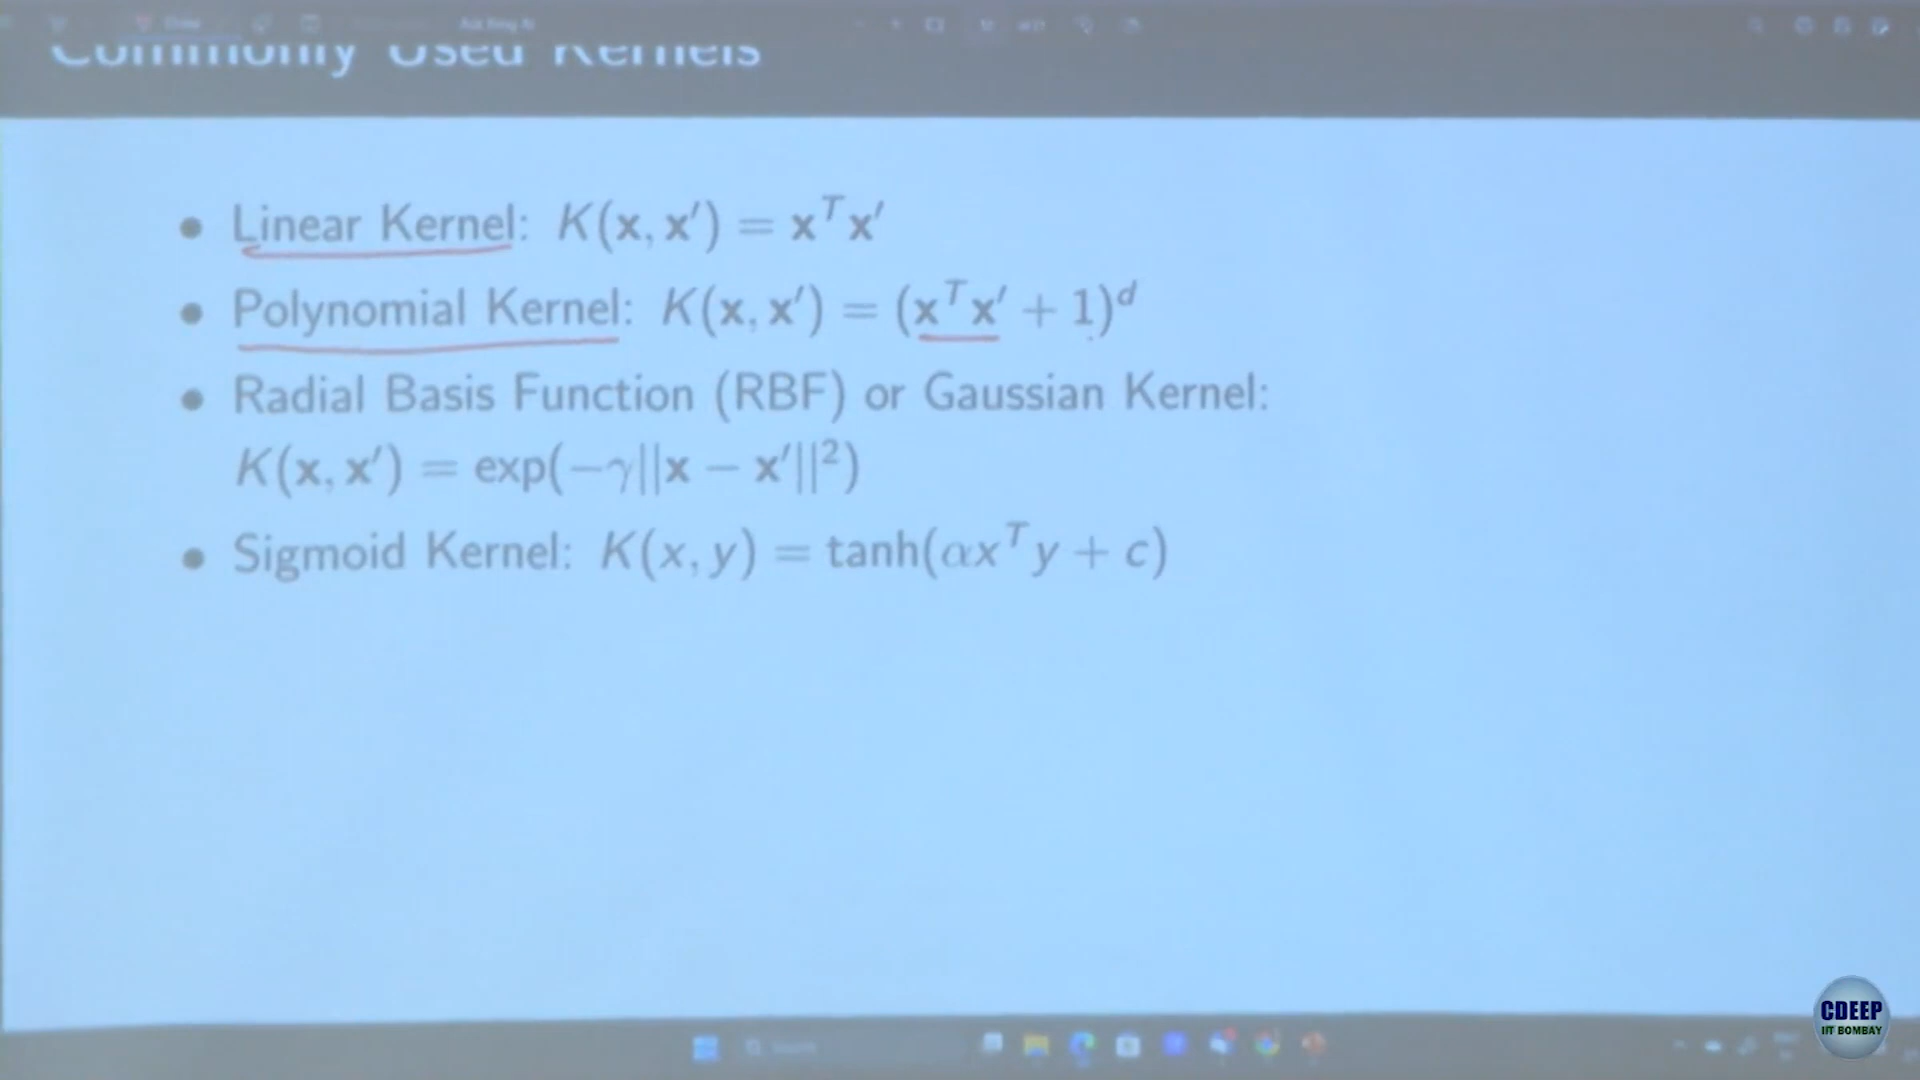 Commonly Used Kernels
• Linear Kernel: K(x, x′) = xᵀx′
• Polynomial Kernel: K(x, x′) = (xᵀx′ + 1)ᵈ
• Radial Basis Function (RBF) or Gaussian Kernel:
K(x, x′) = exp(−γ||x − x′||²)
• Sigmoid Kernel: K(x, y) = tanh(αxᵀy + c)
CDEEP
IIT BOMBAY